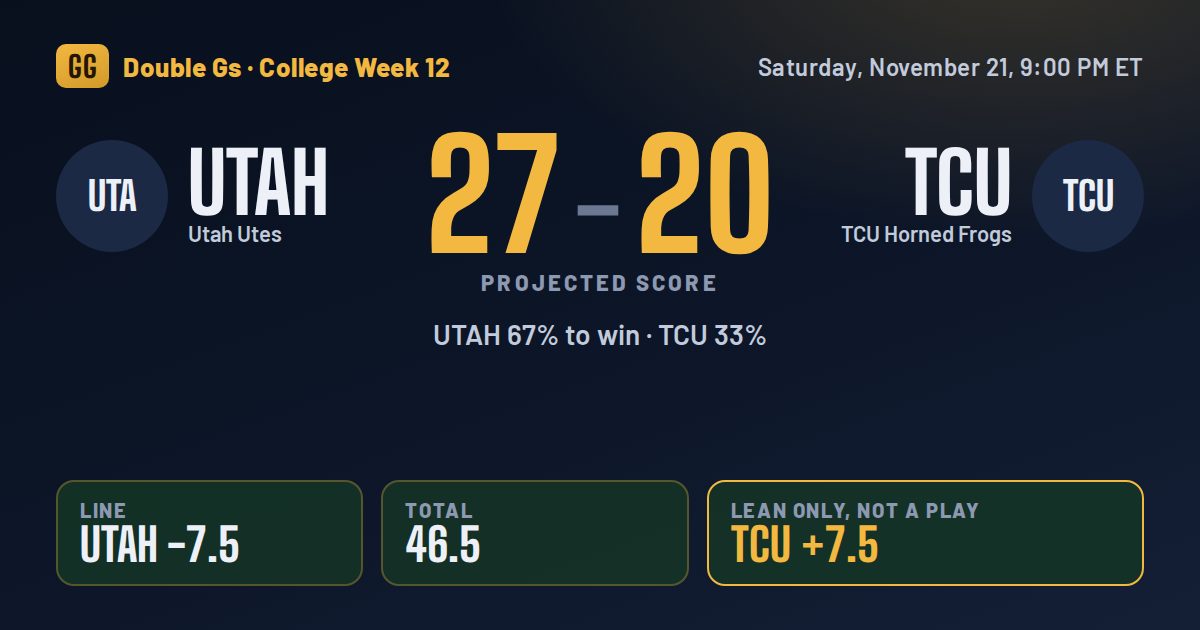 GG
Double Gs · College Week 12
Saturday, November 21, 9:00 PM ET
UTA
UTAH
Utah Utes
27 – 20
PROJECTED SCORE
UTAH 67% to win · TCU 33%
TCU
TCU Horned Frogs
TCU
LINE
UTAH −7.5
TOTAL
46.5
LEAN ONLY, NOT A PLAY
TCU +7.5